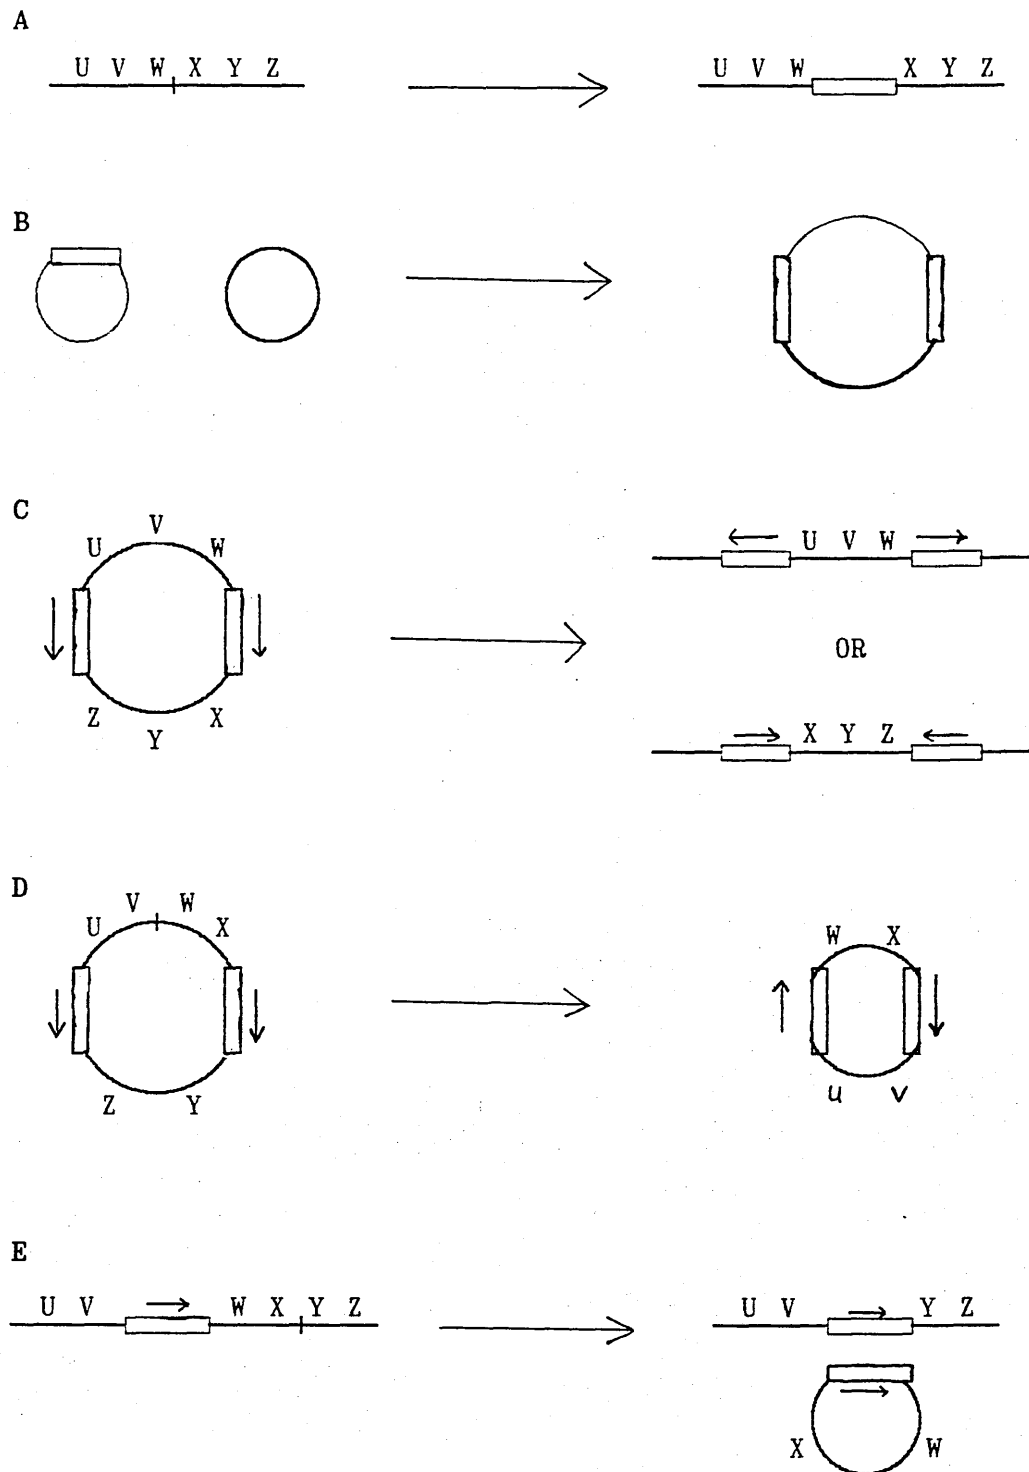 A
U V W X Y Z
U V W X Y Z
B
C
U V W
Z Y X
U V W
OR
X Y Z
D
U V W X
Z Y
W X
U V
E
U V W X Y Z
U V Y Z
X W